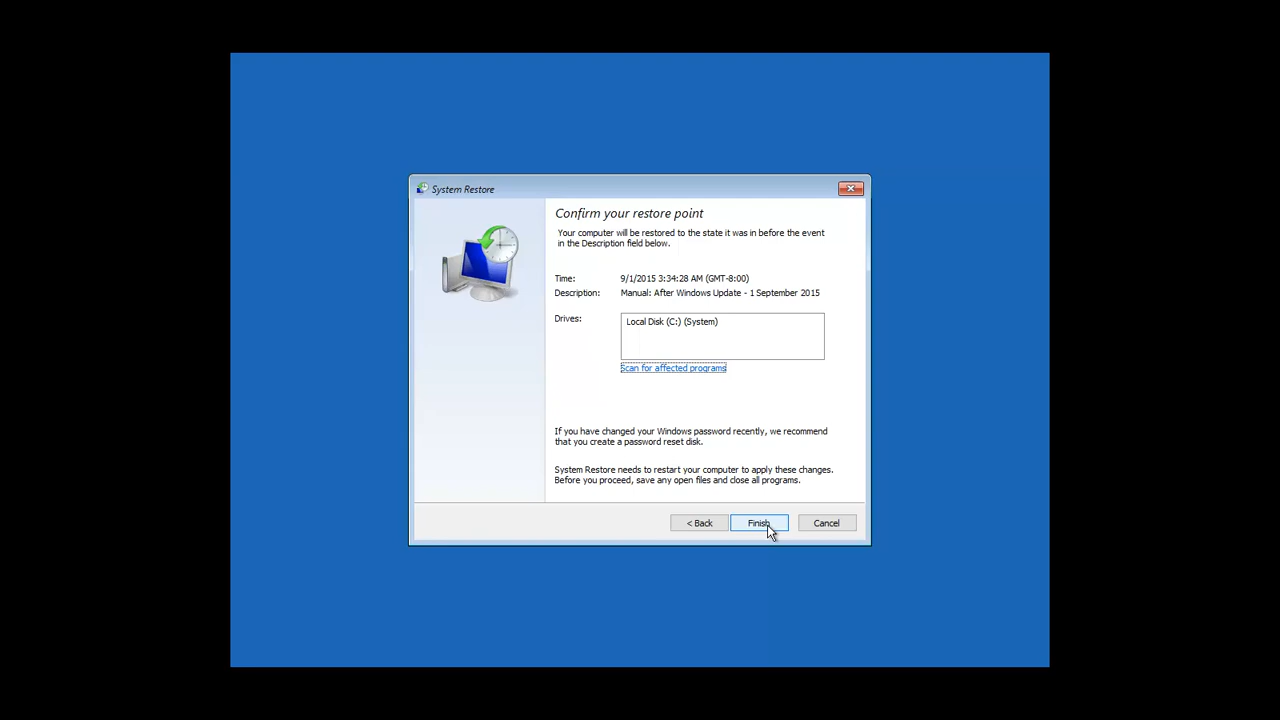 System Restore
Confirm your restore point
Your computer will be restored to the state it was in before the event
in the Description field below.
Time: 9/1/2015 3:34:28 AM (GMT-8:00)
Description: Manual: After Windows Update - 1 September 2015
Drives: Local Disk (C:) (System)
Scan for affected programs
If you have changed your Windows password recently, we recommend
that you create a password reset disk.
System Restore needs to restart your computer to apply these changes.
Before you proceed, save any open files and close all programs.
< Back Finish Cancel